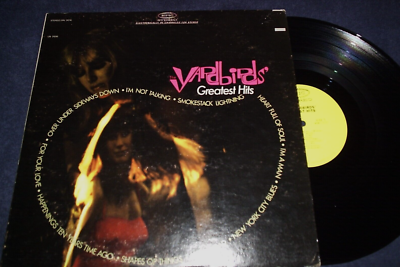 YARDBIRDS
Greatest Hits
OVER UNDER SIDEWAYS DOWN • I'M NOT TALKING • SMOKESTACK LIGHTNING
HEART FULL OF SOUL • I'M A MAN
NEW YORK CITY BLUES •
SHAPES OF THINGS
HAPPENINGS TEN YEARS TIME AGO •
FOR YOUR LOVE •